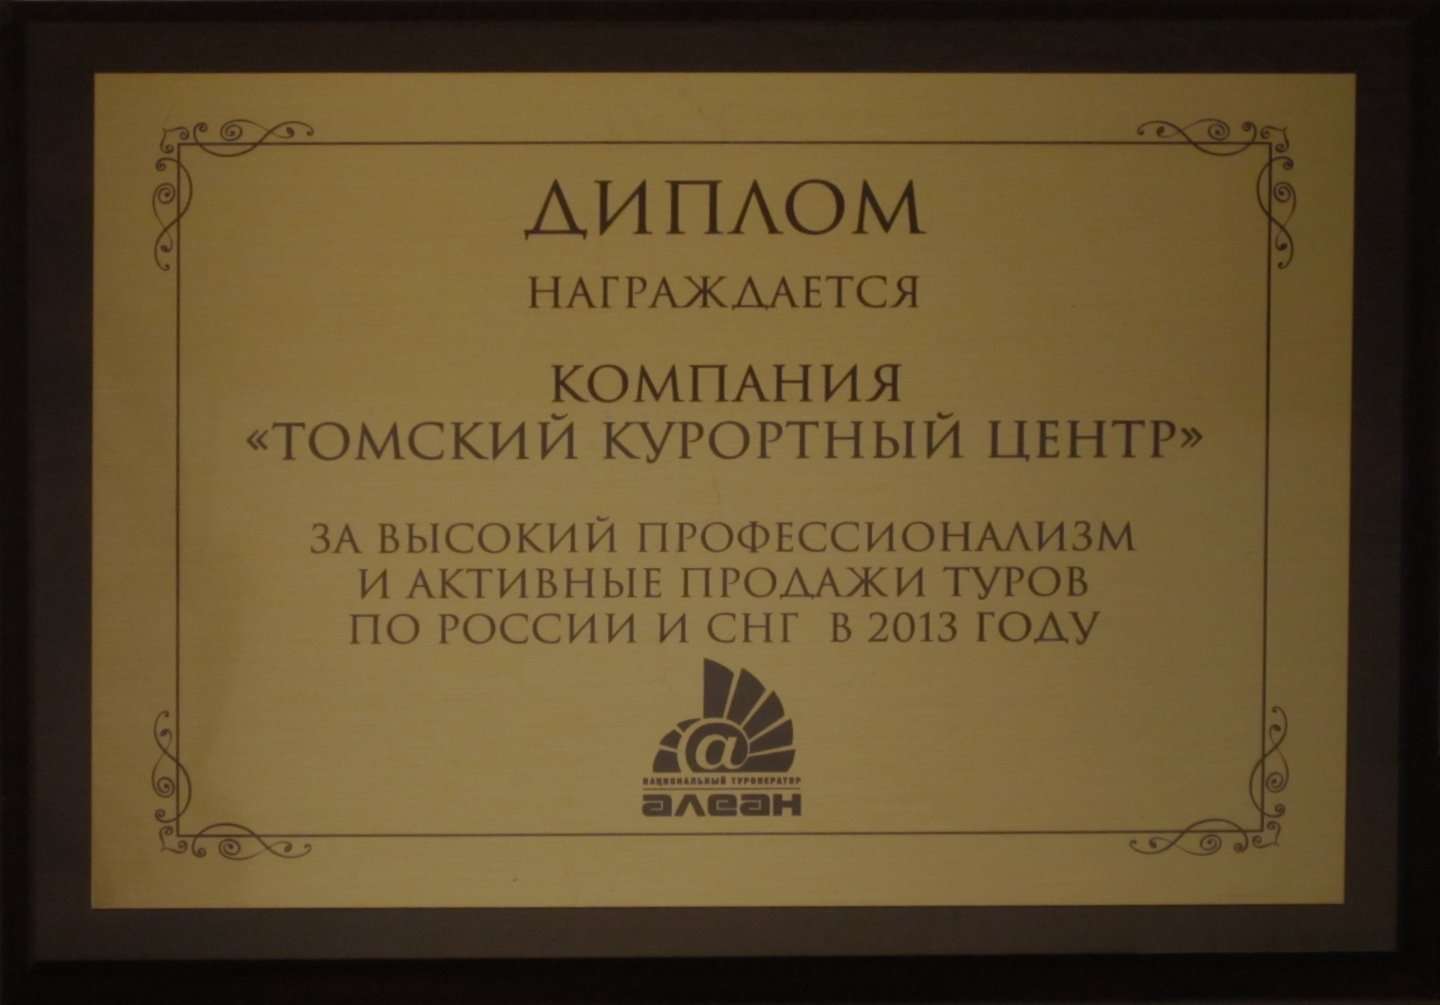 ДИПЛОМ
НАГРАЖДАЕТСЯ
КОМПАНИЯ
«ТОМСКИЙ КУРОРТНЫЙ ЦЕНТР»
ЗА ВЫСОКИЙ ПРОФЕССИОНАЛИЗМ
И АКТИВНЫЕ ПРОДАЖИ ТУРОВ
ПО РОССИИ И СНГ В 2013 ГОДУ
@
НАЦИОНАЛЬНЫЙ ТУРОПЕРАТОР
алеан